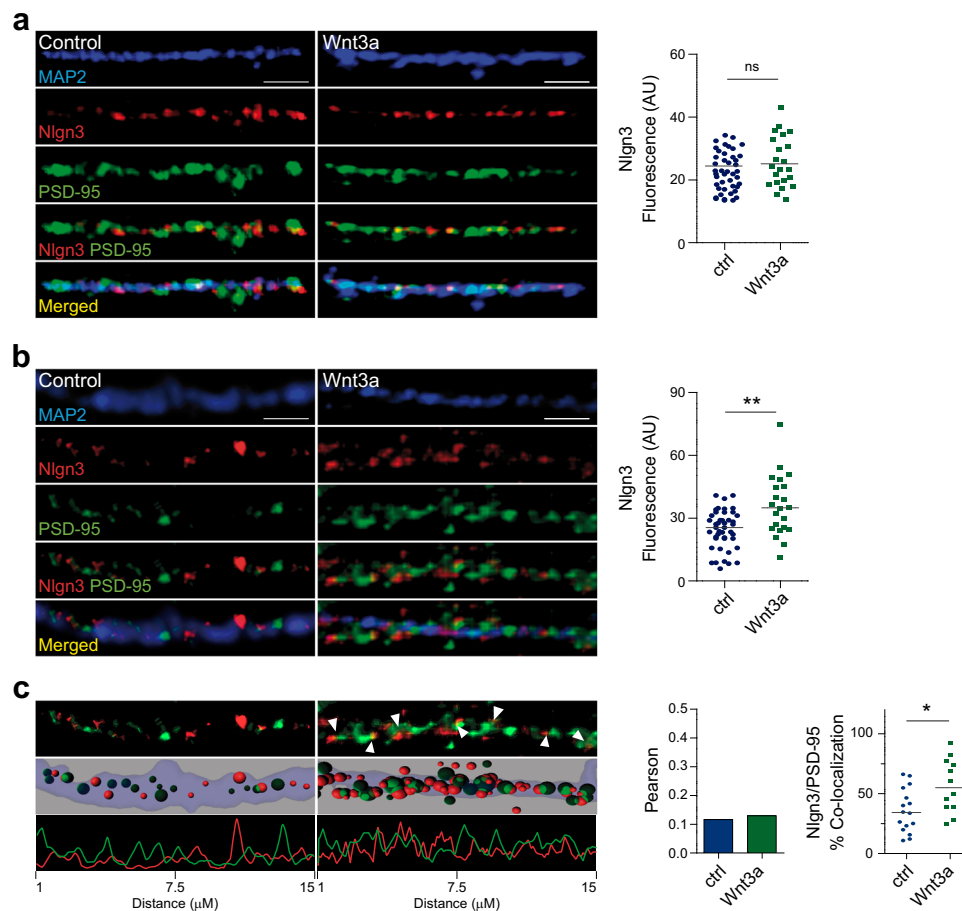 a
Control
MAP2
Nlgn3
PSD-95
Nlgn3 PSD-95
Merged
Wnt3a
Nlgn3
Fluorescence (AU)
60
40
20
0
ns
ctrl
Wnt3a
b
Control
MAP2
Nlgn3
PSD-95
Nlgn3 PSD-95
Merged
Wnt3a
Nlgn3
Fluorescence (AU)
90
60
30
0
**
ctrl
Wnt3a
c
1 7.5 15
Distance (μM)
1 7.5 15
Distance (μM)
Pearson
0.5
0.4
0.3
0.2
0.1
0.0
ctrl
Wnt3a
Nlgn3/PSD-95
% Co-localization
100
50
0
*
ctrl
Wnt3a